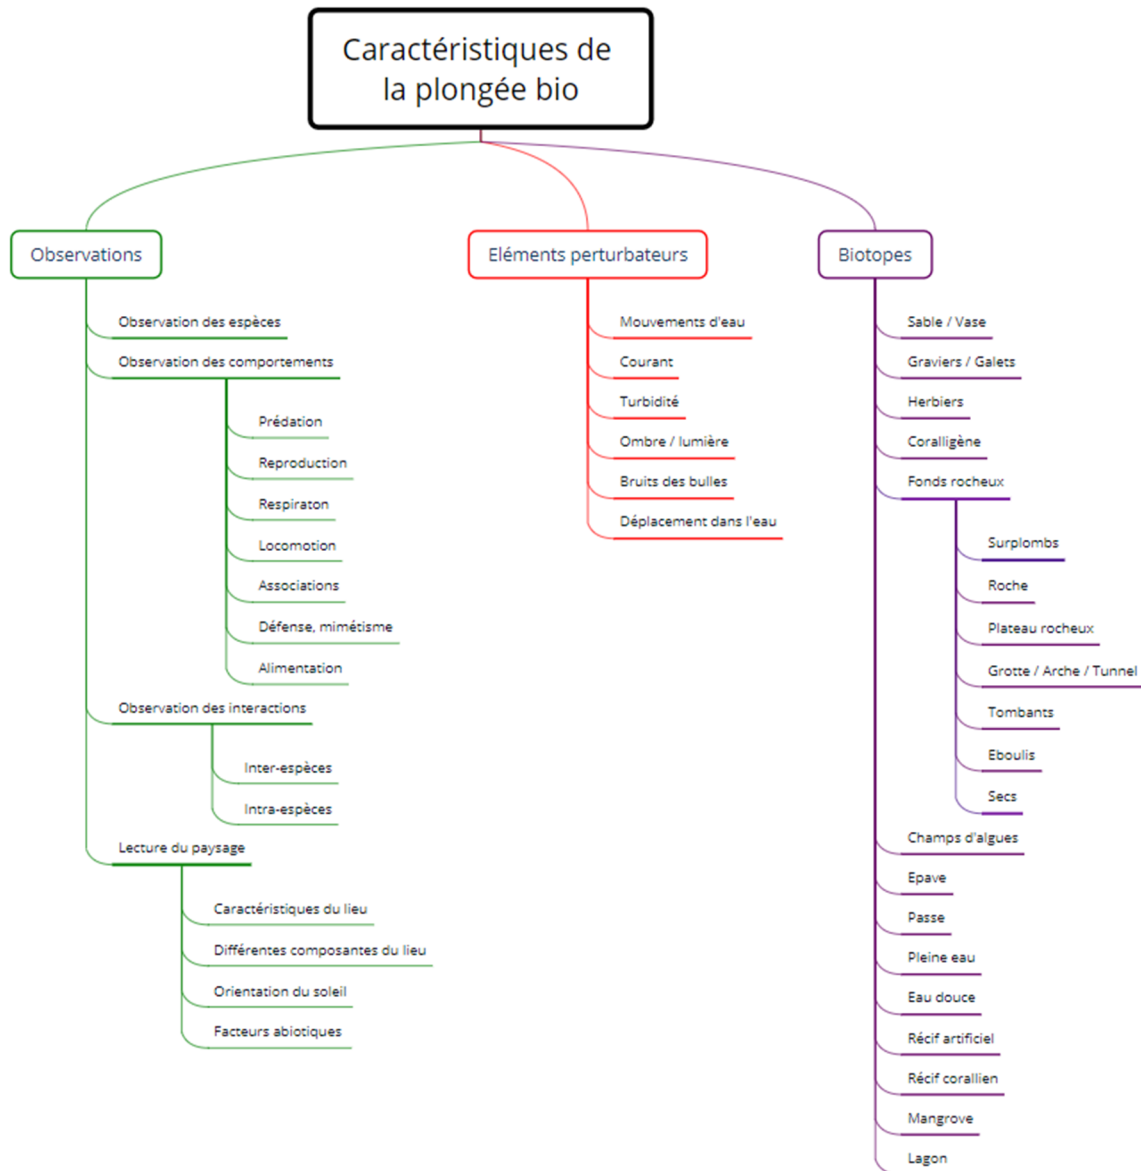 Caractéristiques de
la plongée bio
Observations
Observation des espèces
Observation des comportements
Prédation
Reproduction
Respiraton
Locomotion
Associations
Défense, mimétisme
Alimentation
Observation des interactions
Inter-espèces
Intra-espèces
Lecture du paysage
Caractéristiques du lieu
Différentes composantes du lieu
Orientation du soleil
Facteurs abiotiques
Eléments perturbateurs
Mouvements d'eau
Courant
Turbidité
Ombre / lumière
Bruits des bulles
Déplacement dans l'eau
Biotopes
Sable / Vase
Graviers / Galets
Herbiers
Coralligène
Fonds rocheux
Surplombs
Roche
Plateau rocheux
Grotte / Arche / Tunnel
Tombants
Eboulis
Secs
Champs d'algues
Epave
Passe
Pleine eau
Eau douce
Récif artificiel
Récif corallien
Mangrove
Lagon